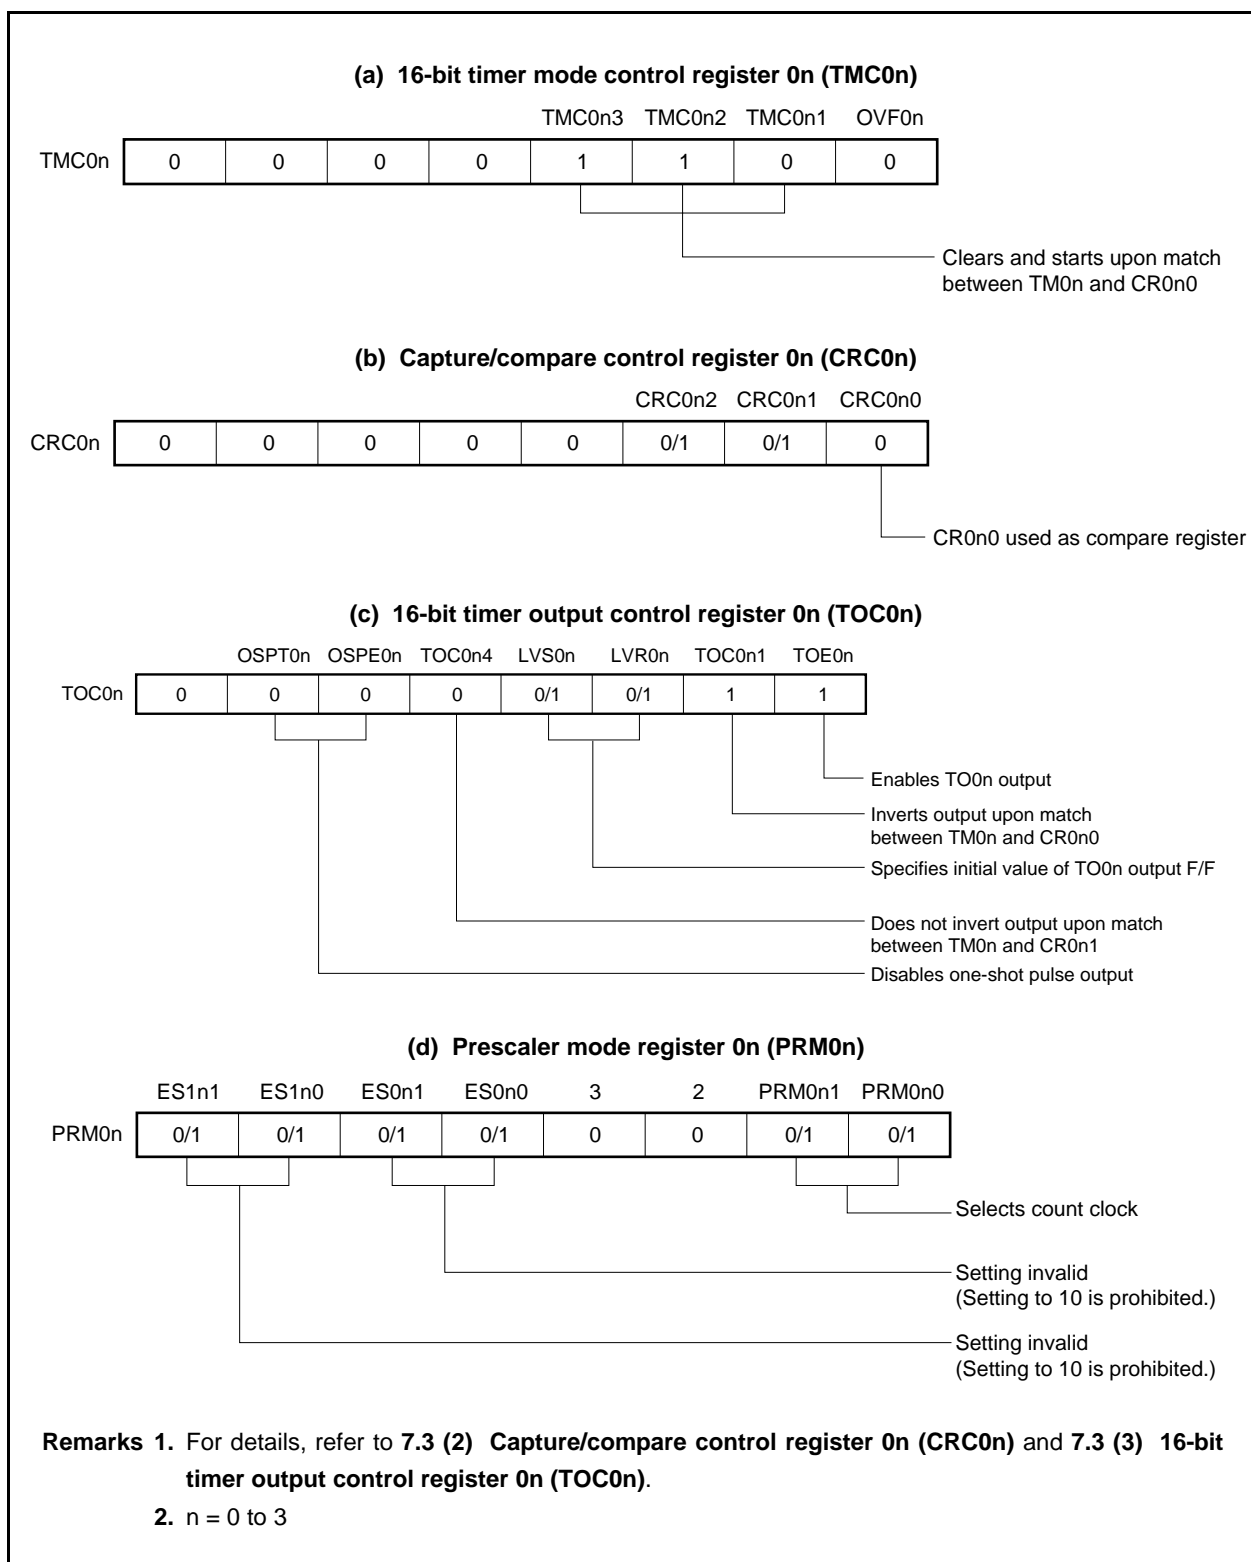 (a) 16-bit timer mode control register 0n (TMC0n)
TMC0n3 TMC0n2 TMC0n1 OVF0n
TMC0n 0 0 0 0 1 1 0 0
Clears and starts upon match
between TM0n and CR0n0
(b) Capture/compare control register 0n (CRC0n)
CRC0n2 CRC0n1 CRC0n0
CRC0n 0 0 0 0 0 0/1 0/1 0
CR0n0 used as compare register
(c) 16-bit timer output control register 0n (TOC0n)
OSPT0n OSPE0n TOC0n4 LVS0n LVR0n TOC0n1 TOE0n
TOC0n 0 0 0 0 0/1 0/1 1 1
Enables TO0n output
Inverts output upon match
between TM0n and CR0n0
Specifies initial value of TO0n output F/F
Does not invert output upon match
between TM0n and CR0n1
Disables one-shot pulse output
(d) Prescaler mode register 0n (PRM0n)
ES1n1 ES1n0 ES0n1 ES0n0 3 2 PRM0n1 PRM0n0
PRM0n 0/1 0/1 0/1 0/1 0 0 0/1 0/1
Selects count clock
Setting invalid
(Setting to 10 is prohibited.)
Setting invalid
(Setting to 10 is prohibited.)
Remarks 1. For details, refer to 7.3 (2) Capture/compare control register 0n (CRC0n) and 7.3 (3) 16-bit
timer output control register 0n (TOC0n).
2. n = 0 to 3